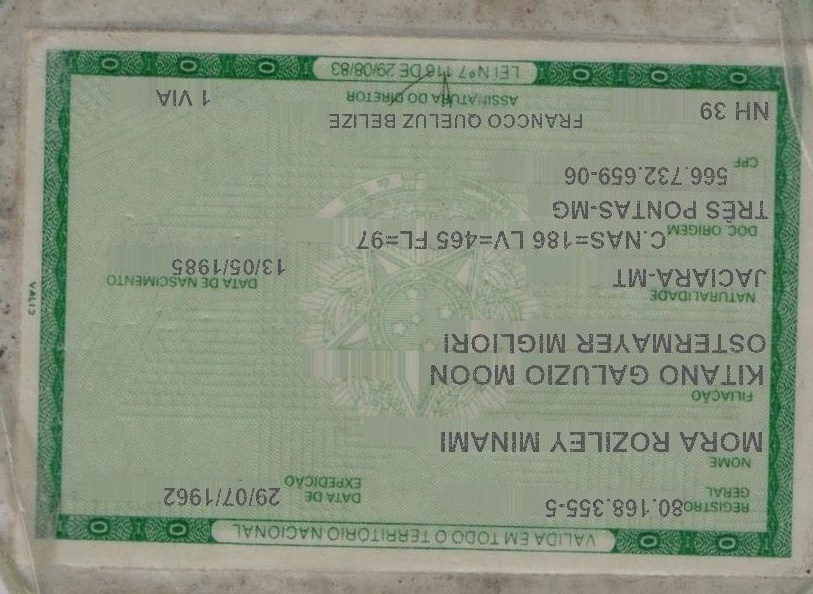 VALIDA EM TODO O TERRITÓRIO NACIONAL
REGISTRO GERAL 80.168.355-5 DATA DE EXPEDIÇÃO 29/07/1962
NOME
MORA ROZILEY MINAMI
FILIAÇÃO
KITANO GALUZIO MOON
OSTERMAYER MIGLIORI
NATURALIDADE DATA DE NASCIMENTO
JACIARA-MT 13/05/1985
DOC ORIGEM C.NAS=186 LV=465 FL=97
TRÊS PONTAS-MG
CPF 566.732.659-06
NH 39 FRANCCO QUELUZ BELIZE 1 VIA
ASSINATURA DO DIRETOR
LEI Nº 7.116 DE 29/08/83